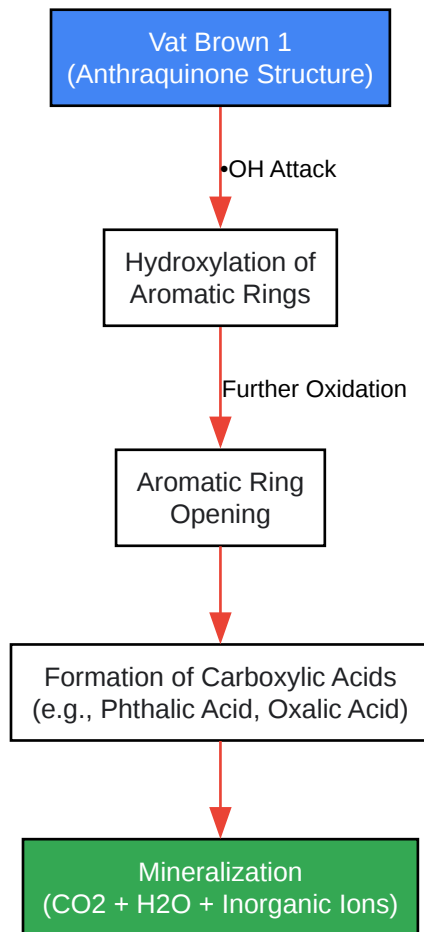 Vat Brown 1
(Anthraquinone Structure)
•OH Attack
Hydroxylation of
Aromatic Rings
Further Oxidation
Aromatic Ring
Opening
Formation of Carboxylic Acids
(e.g., Phthalic Acid, Oxalic Acid)
Mineralization
(CO2 + H2O + Inorganic Ions)